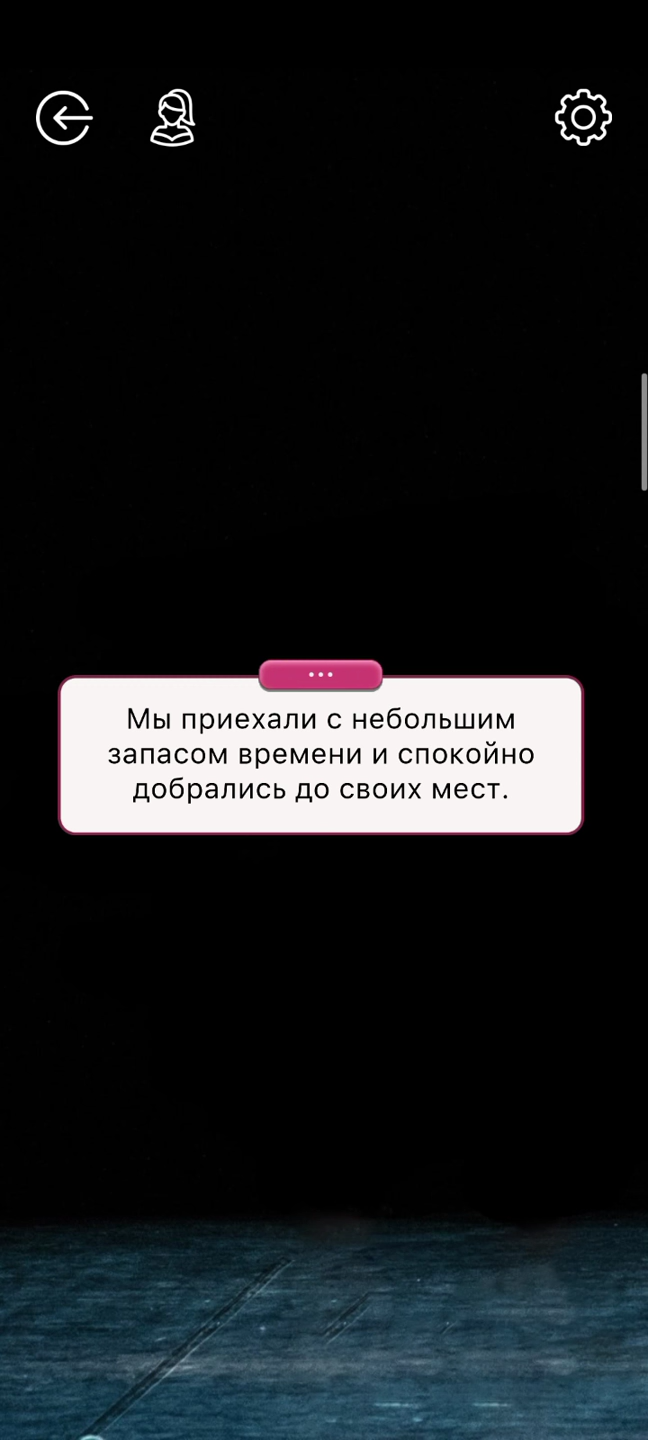 Мы приехали с небольшим
запасом времени и спокойно
добрались до своих мест.